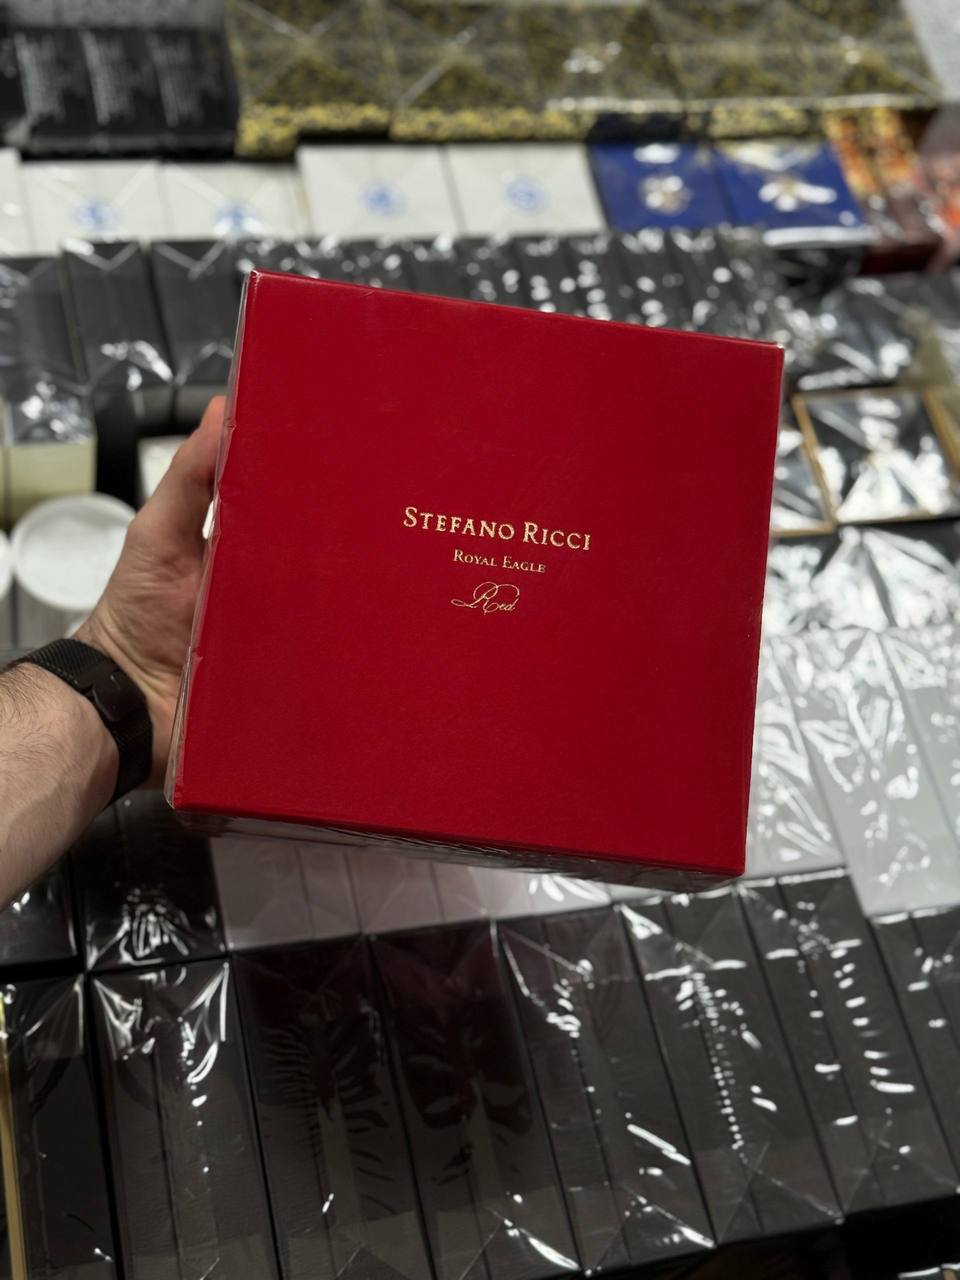 STEFANO RICCI
ROYAL EAGLE
Red